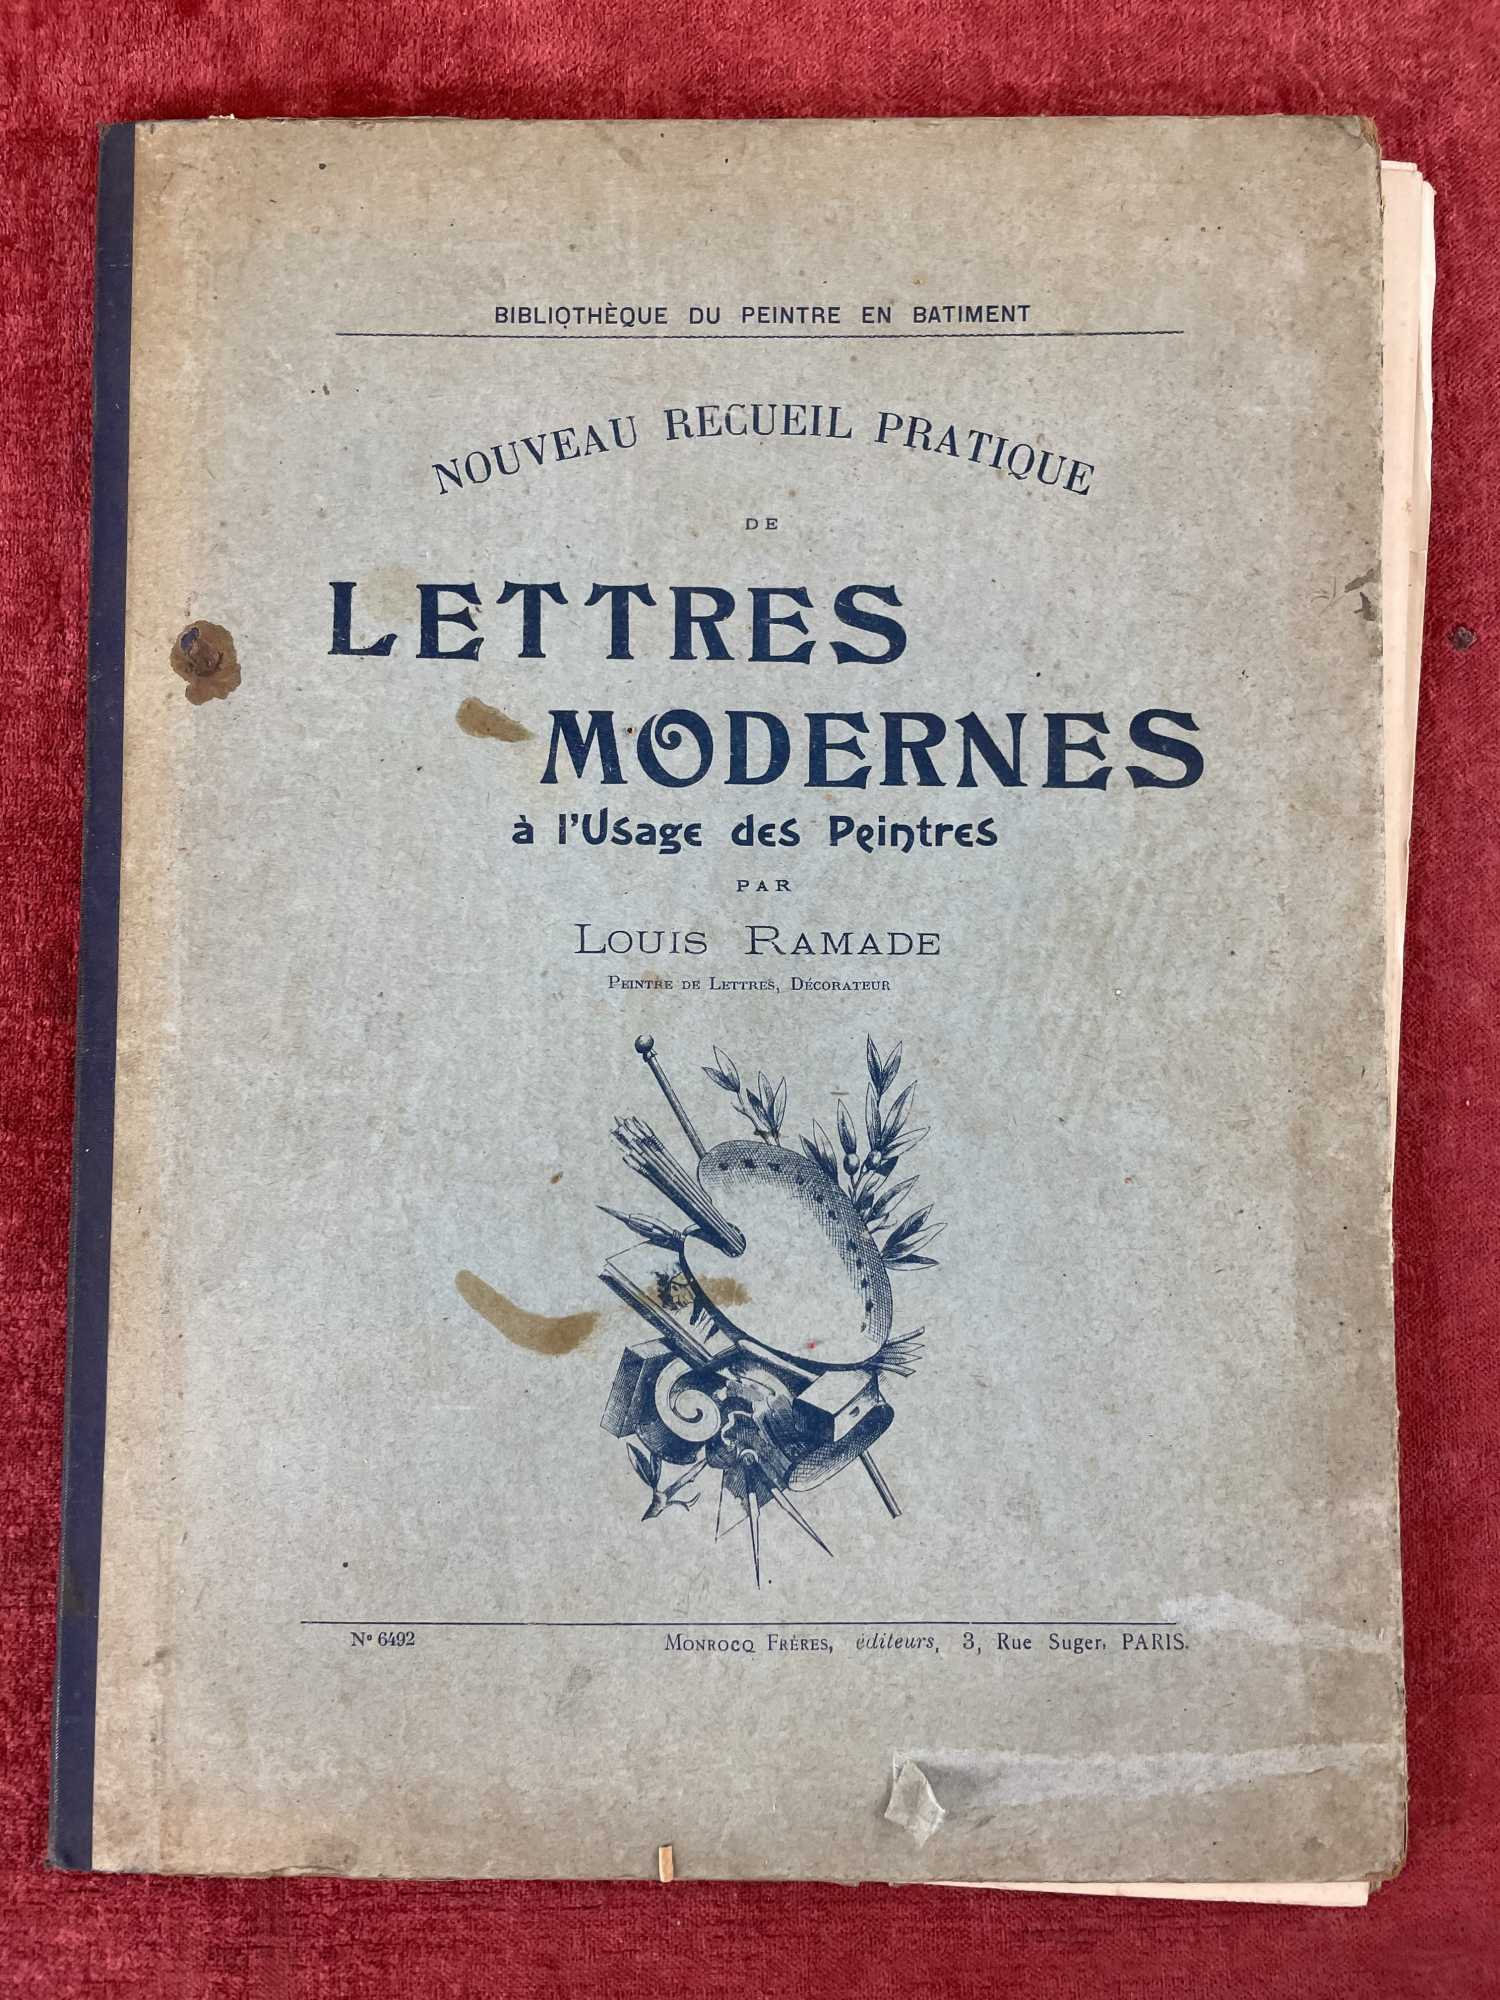 BIBLIOTHÈQUE DU PEINTRE EN BATIMENT
NOUVEAU RECUEIL PRATIQUE
DE
LETTRES
MODERNES
à l'Usage des Peintres
PAR
LOUIS RAMADE
PEINTRE DE LETTRES, DÉCORATEUR
Nº 6492 MONROCQ FRÈRES, éditeurs, 3, Rue Suger, PARIS.